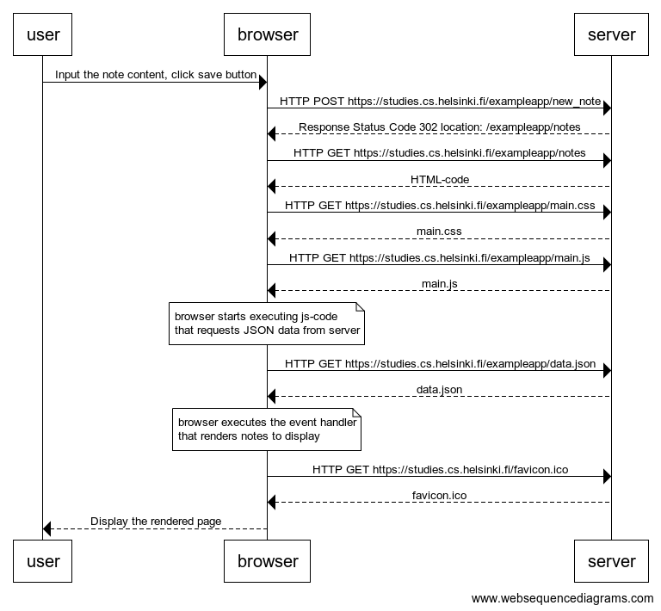 user browser server
Input the note content, click save button
HTTP POST https://studies.cs.helsinki.fi/exampleapp/new_note
Response Status Code 302 location: /exampleapp/notes
HTTP GET https://studies.cs.helsinki.fi/exampleapp/notes
HTML-code
HTTP GET https://studies.cs.helsinki.fi/exampleapp/main.css
main.css
HTTP GET https://studies.cs.helsinki.fi/exampleapp/main.js
main.js
browser starts executing js-code
that requests JSON data from server
HTTP GET https://studies.cs.helsinki.fi/exampleapp/data.json
data.json
browser executes the event handler
that renders notes to display
HTTP GET https://studies.cs.helsinki.fi/favicon.ico
favicon.ico
Display the rendered page
user browser server
www.websequencediagrams.com